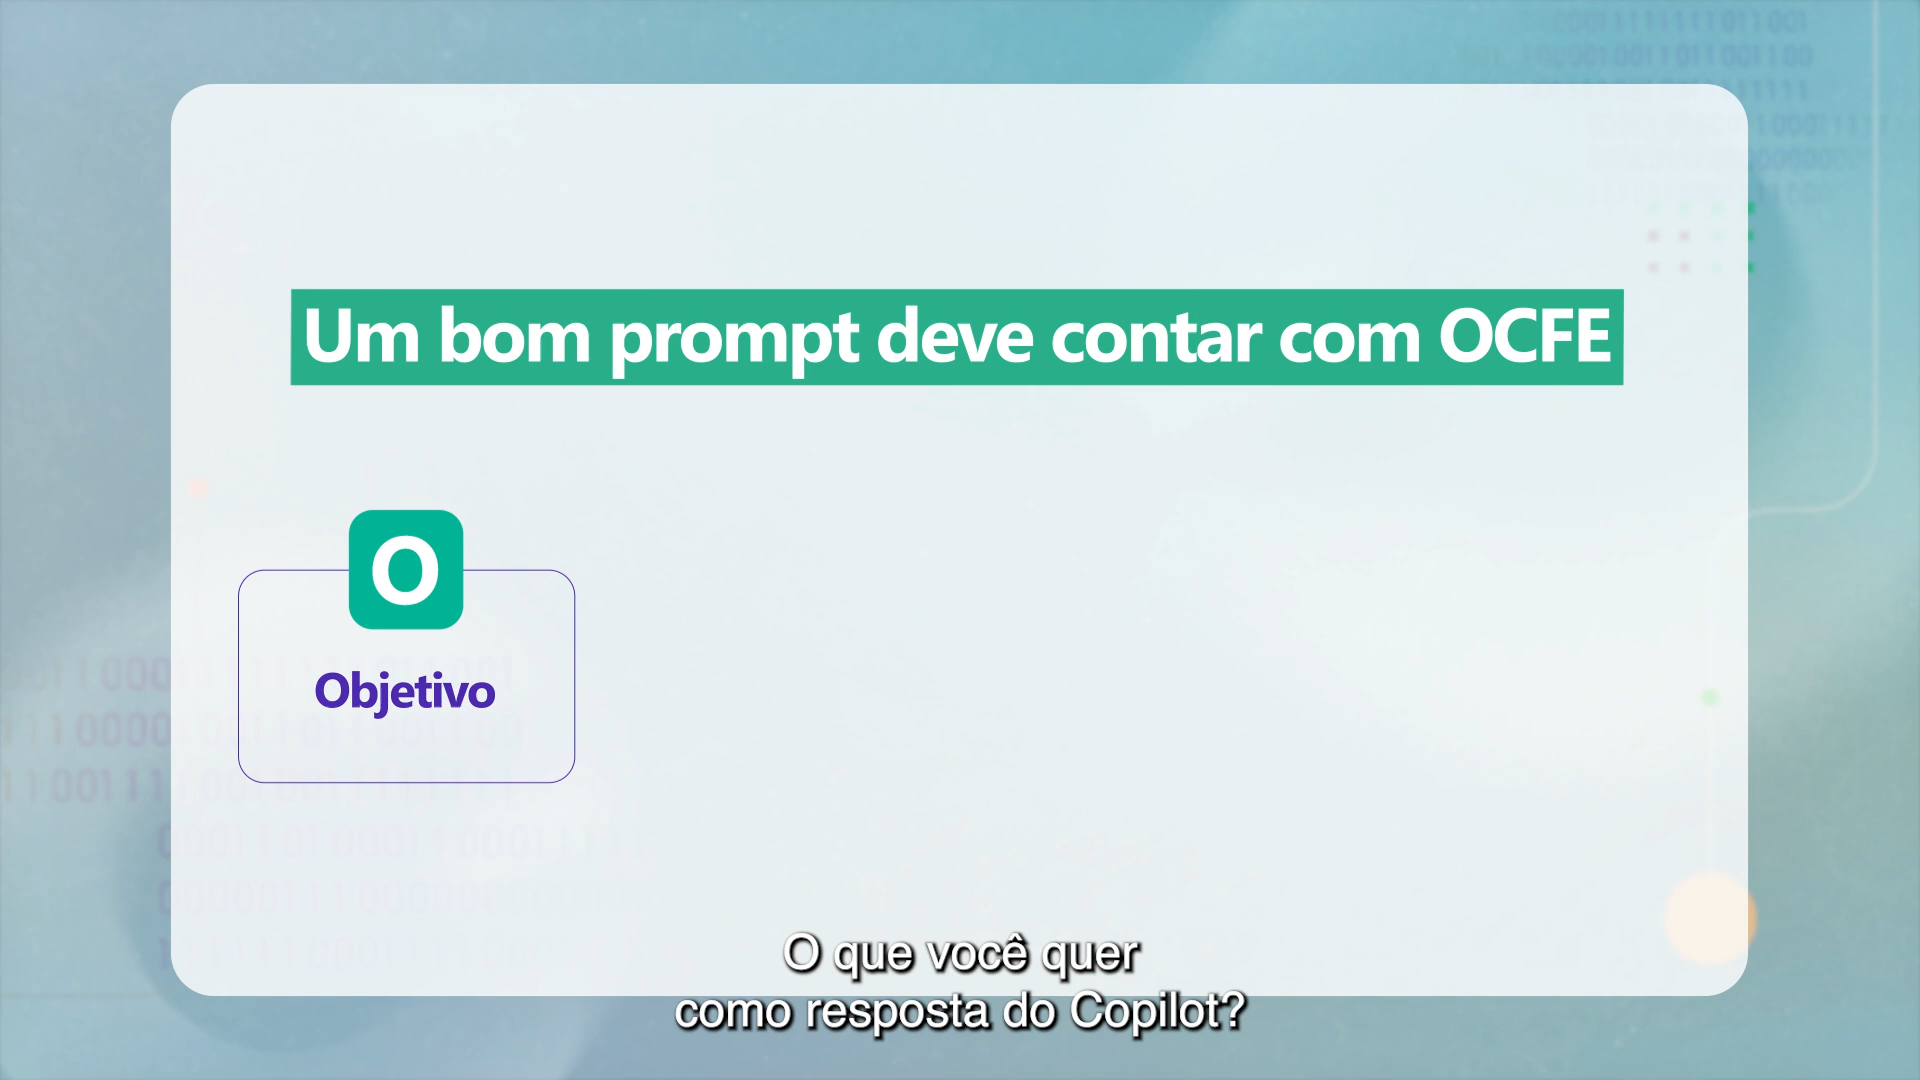 Um bom prompt deve contar com OCFE
O
Objetivo
O que você quer
como resposta do Copilot?